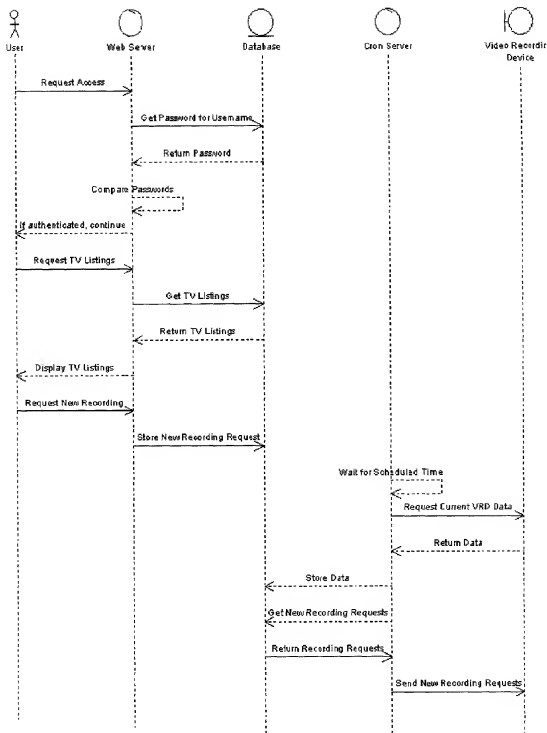 User
Web Server
Database
Cron Server
Video Recordin
Device
Request Access
Get Password for Username
Return Password
Compare Passwords
If authenticated, continue
Request TV Listings
Get TV Listings
Return TV Listings
Display TV Listings
Request New Recording
Store New Recording Request
Wait for Scheduled Time
Request Current VRD Data
Return Data
Store Data
Get New Recording Requests
Return Recording Requests
Send New Recording Requests